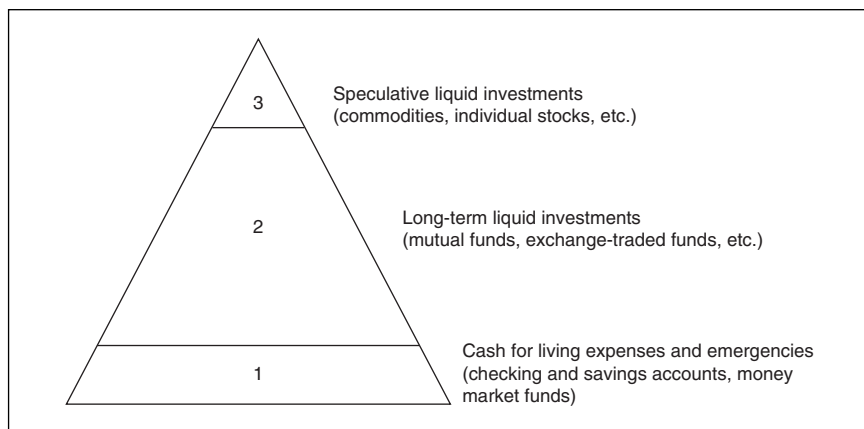 3
Speculative liquid investments
(commodities, individual stocks, etc.)
2
Long-term liquid investments
(mutual funds, exchange-traded funds, etc.)
1
Cash for living expenses and emergencies
(checking and savings accounts, money
market funds)